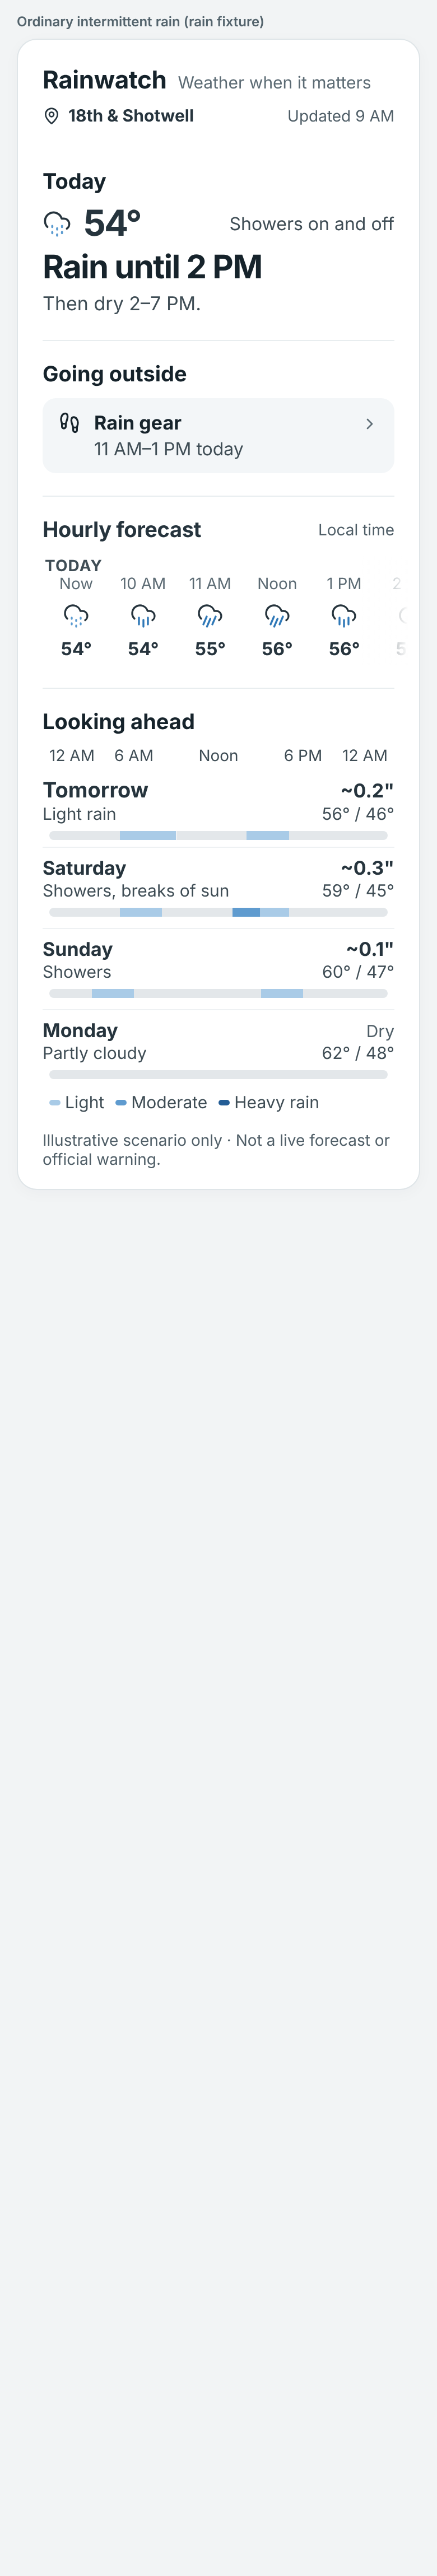 Ordinary intermittent rain (rain fixture)
Rainwatch Weather when it matters
18th & Shotwell Updated 9 AM
Today
54° Showers on and off
Rain until 2 PM
Then dry 2–7 PM.
Going outside
Rain gear
11 AM–1 PM today
Hourly forecast Local time
TODAY
Now 10 AM 11 AM Noon 1 PM 2
54° 54° 55° 56° 56° 5
Looking ahead
12 AM 6 AM Noon 6 PM 12 AM
Tomorrow ~0.2"
Light rain 56° / 46°
Saturday ~0.3"
Showers, breaks of sun 59° / 45°
Sunday ~0.1"
Showers 60° / 47°
Monday Dry
Partly cloudy 62° / 48°
Light Moderate Heavy rain
Illustrative scenario only · Not a live forecast or
official warning.